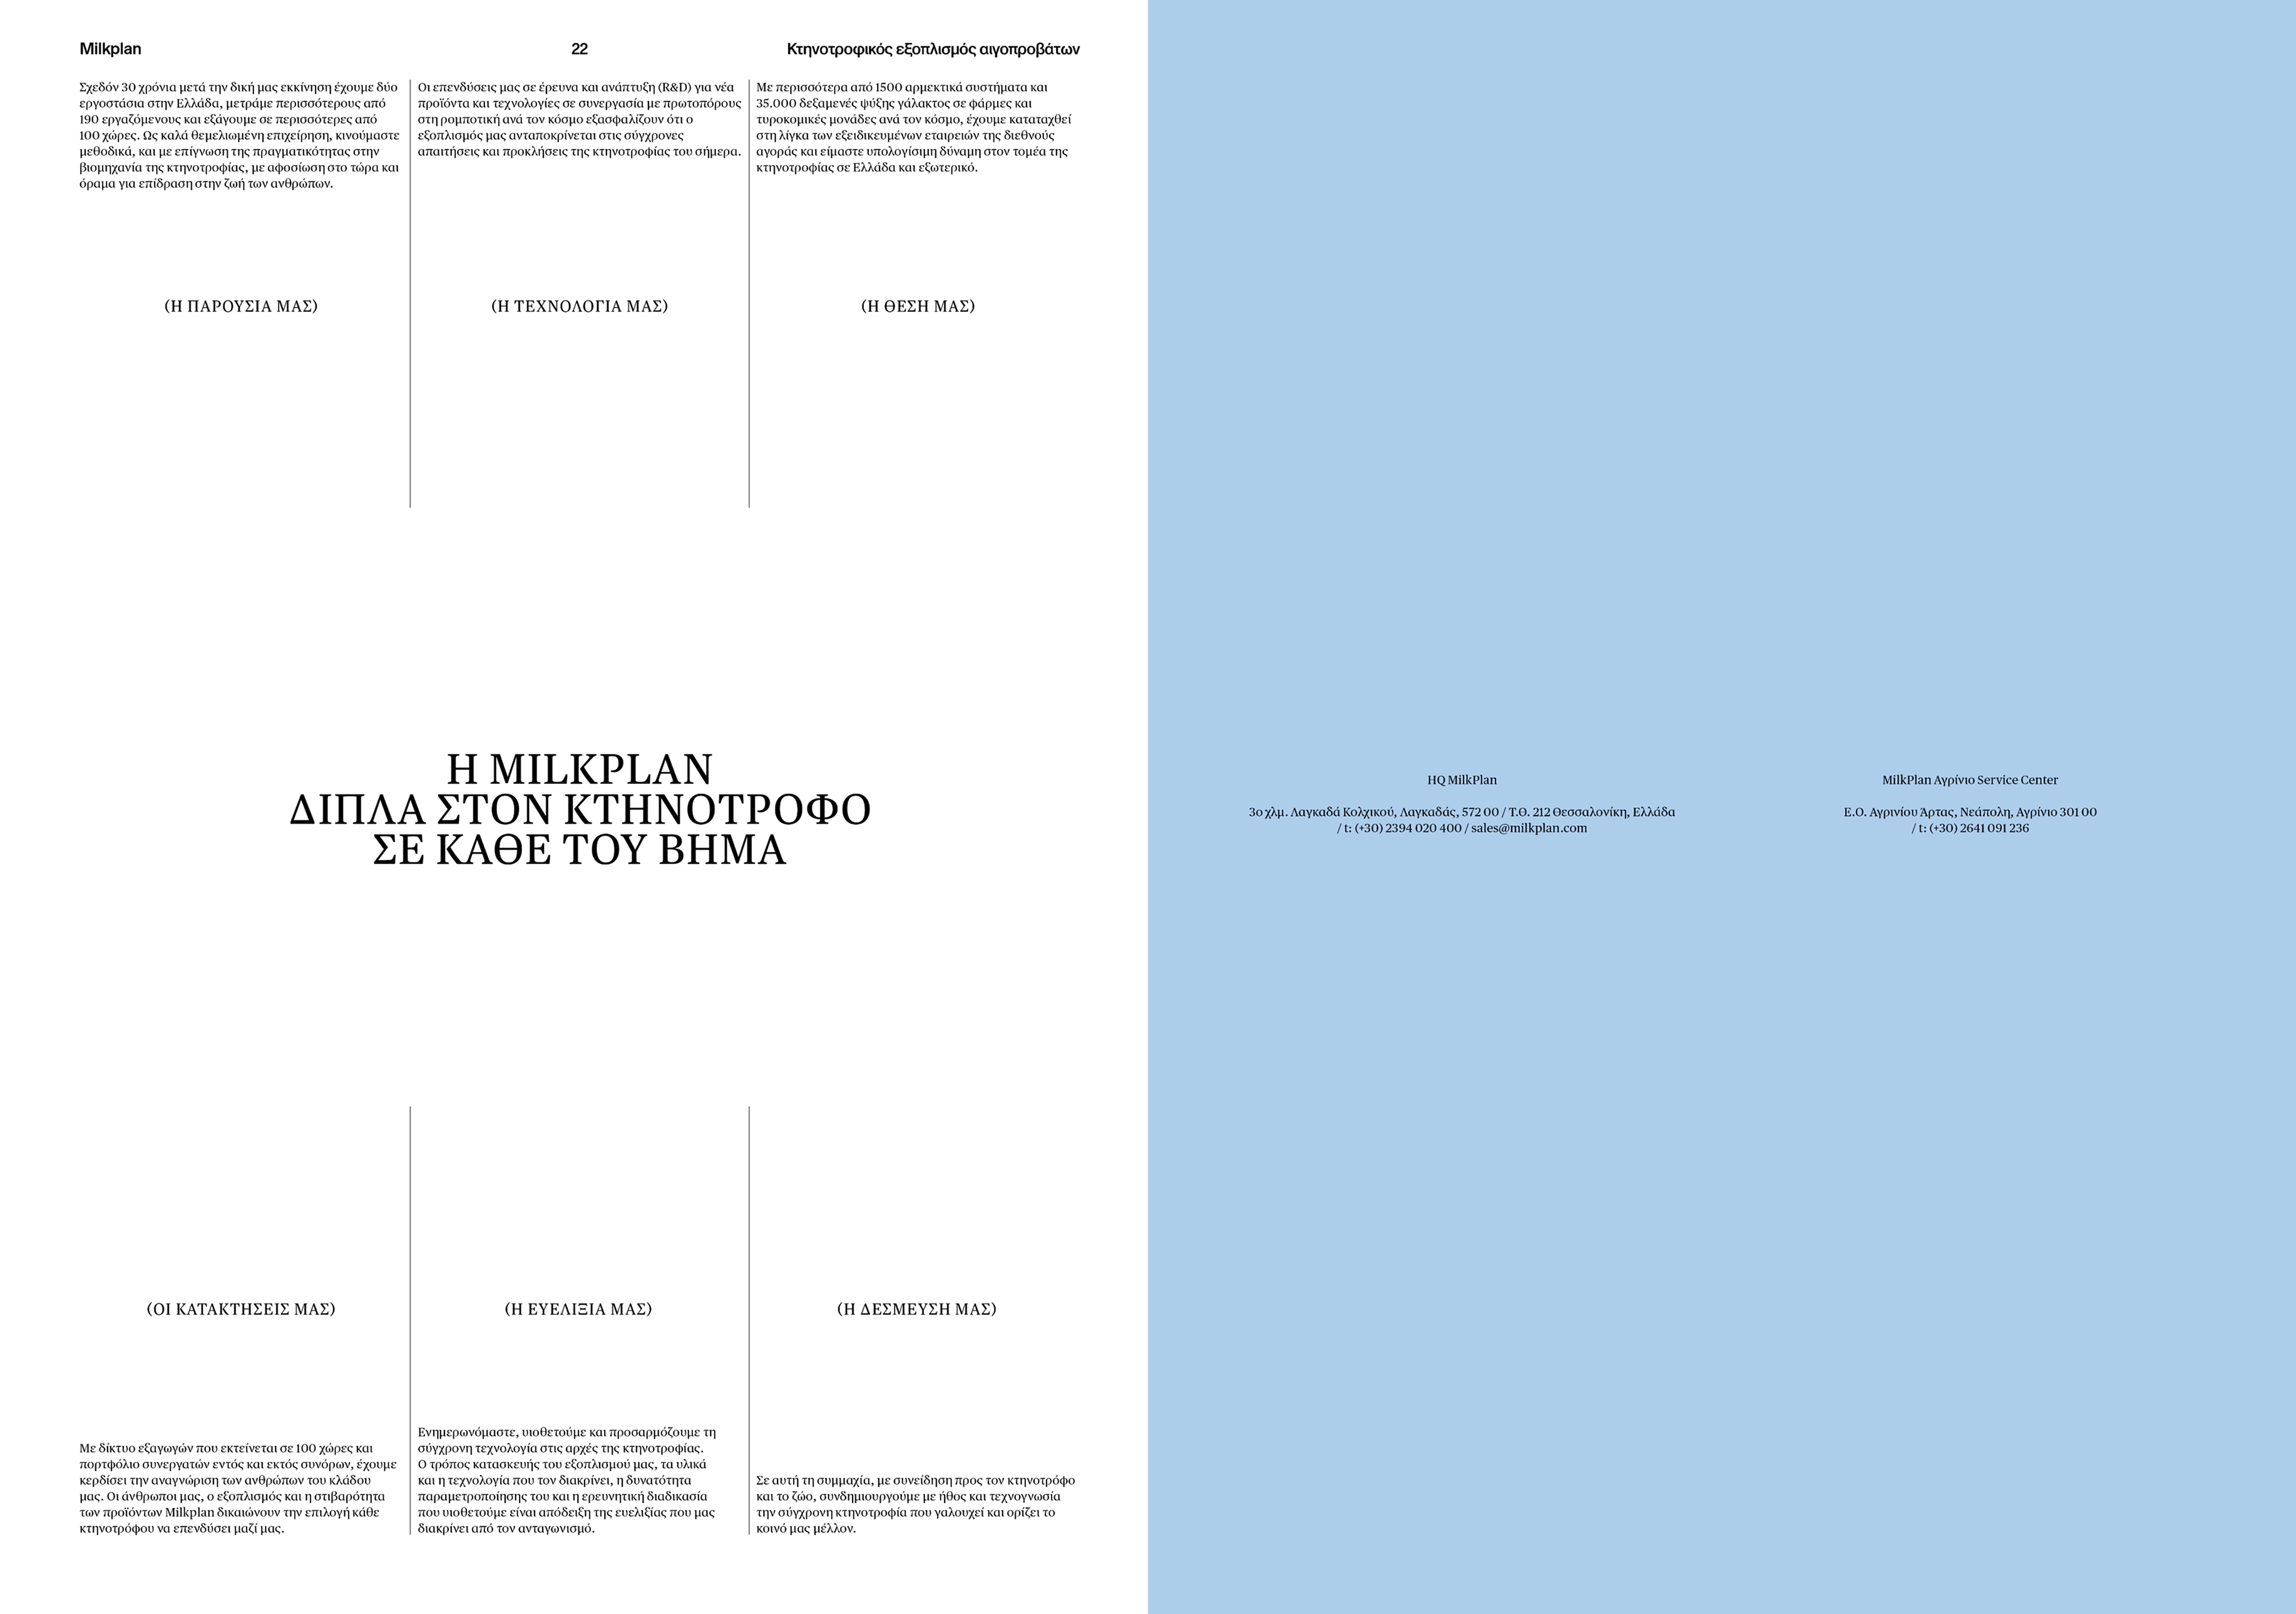 Milkplan
22
Κτηνοτροφικός εξοπλισμός αιγοπροβάτων
Σχεδόν 30 χρόνια μετά την δική μας εκκίνηση έχουμε δύο
εργοστάσια στην Ελλάδα, μετράμε περισσότερους από
190 εργαζόμενους και εξάγουμε σε περισσότερες από
100 χώρες. Ως καλά θεμελιωμένη επιχείρηση, κινούμαστε
μεθοδικά, και με επίγνωση της πραγματικότητας στην
βιομηχανία της κτηνοτροφίας, με αφοσίωση στο τώρα και
όραμα για επίδραση στην ζωή των ανθρώπων.
(Η ΠΑΡΟΥΣΙΑ ΜΑΣ)
Οι επενδύσεις μας σε έρευνα και ανάπτυξη (R&D) για νέα
προϊόντα και τεχνολογίες σε συνεργασία με πρωτοπόρους
στη ρομποτική ανά τον κόσμο εξασφαλίζουν ότι ο
εξοπλισμός μας ανταποκρίνεται στις σύγχρονες
απαιτήσεις και προκλήσεις της κτηνοτροφίας του σήμερα.
(Η ΤΕΧΝΟΛΟΓΙΑ ΜΑΣ)
Με περισσότερα από 1500 αρμεκτικά συστήματα και
35.000 δεξαμενές ψύξης γάλακτος σε φάρμες και
τυροκομικές μονάδες ανά τον κόσμο, έχουμε καταταχθεί
στη λίγκα των εξειδικευμένων εταιρειών της διεθνούς
αγοράς και είμαστε υπολογίσιμη δύναμη στον τομέα της
κτηνοτροφίας σε Ελλάδα και εξωτερικό.
(Η ΘΕΣΗ ΜΑΣ)
Η MILKPLAN
ΔΙΠΛΑ ΣΤΟΝ ΚΤΗΝΟΤΡΟΦΟ
ΣΕ ΚΑΘΕ ΤΟΥ ΒΗΜΑ
(ΟΙ ΚΑΤΑΚΤΗΣΕΙΣ ΜΑΣ)
Με δίκτυο εξαγωγών που εκτείνεται σε 100 χώρες και
πορτφόλιο συνεργατών εντός και εκτός συνόρων, έχουμε
κερδίσει την αναγνώριση των ανθρώπων του κλάδου
μας. Οι άνθρωποι μας, ο εξοπλισμός και η στιβαρότητα
των προϊόντων Milkplan δικαιώνουν την επιλογή κάθε
κτηνοτρόφου να επενδύσει μαζί μας.
(Η ΕΥΕΛΙΞΙΑ ΜΑΣ)
Ενημερωνόμαστε, υιοθετούμε και προσαρμόζουμε τη
σύγχρονη τεχνολογία στις αρχές της κτηνοτροφίας.
Ο τρόπος κατασκευής του εξοπλισμού μας, τα υλικά
και η τεχνολογία που τον διακρίνει, η δυνατότητα
παραμετροποίησης του και η ερευνητική διαδικασία
που υιοθετούμε είναι απόδειξη της ευελιξίας που μας
διακρίνει από τον ανταγωνισμό.
(Η ΔΕΣΜΕΥΣΗ ΜΑΣ)
Σε αυτή τη συμμαχία, με συνείδηση προς τον κτηνοτρόφο
και το ζώο, συνδημιουργούμε με ήθος και τεχνογνωσία
την σύγχρονη κτηνοτροφία που γαλουχεί και ορίζει το
κοινό μας μέλλον.
HQ MilkPlan
3ο χλμ. Λαγκαδά Κολχικού, Λαγκαδάς, 572 00 / Τ.Θ. 212 Θεσσαλονίκη, Ελλάδα
/ t: (+30) 2394 020 400 / sales@milkplan.com
MilkPlan Αγρίνιο Service Center
Ε.Ο. Αγρινίου Άρτας, Νεάπολη, Αγρίνιο 301 00
/ t: (+30) 2641 091 236